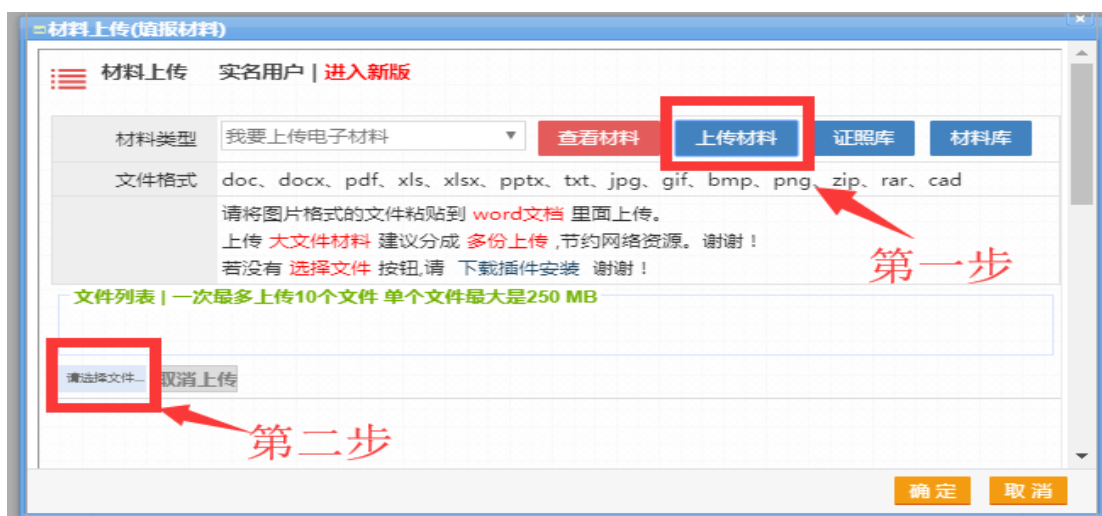 材料上传(填报材料)
材料上传 实名用户 | 进入新版
材料类型 我要上传电子材料 查看材料 上传材料 证照库 材料库
文件格式 doc、docx、pdf、xls、xlsx、pptx、txt、jpg、gif、bmp、png、zip、rar、cad
请将图片格式的文件粘贴到 word文档 里面上传。
上传 大文件材料 建议分成 多份上传 ,节约网络资源。谢谢！
若没有 选择文件 按钮,请 下载插件安装 谢谢！
第一步
文件列表 | 一次最多上传10个文件 单个文件最大是250 MB
请选择文件... 取消上传
第二步
确定 取消